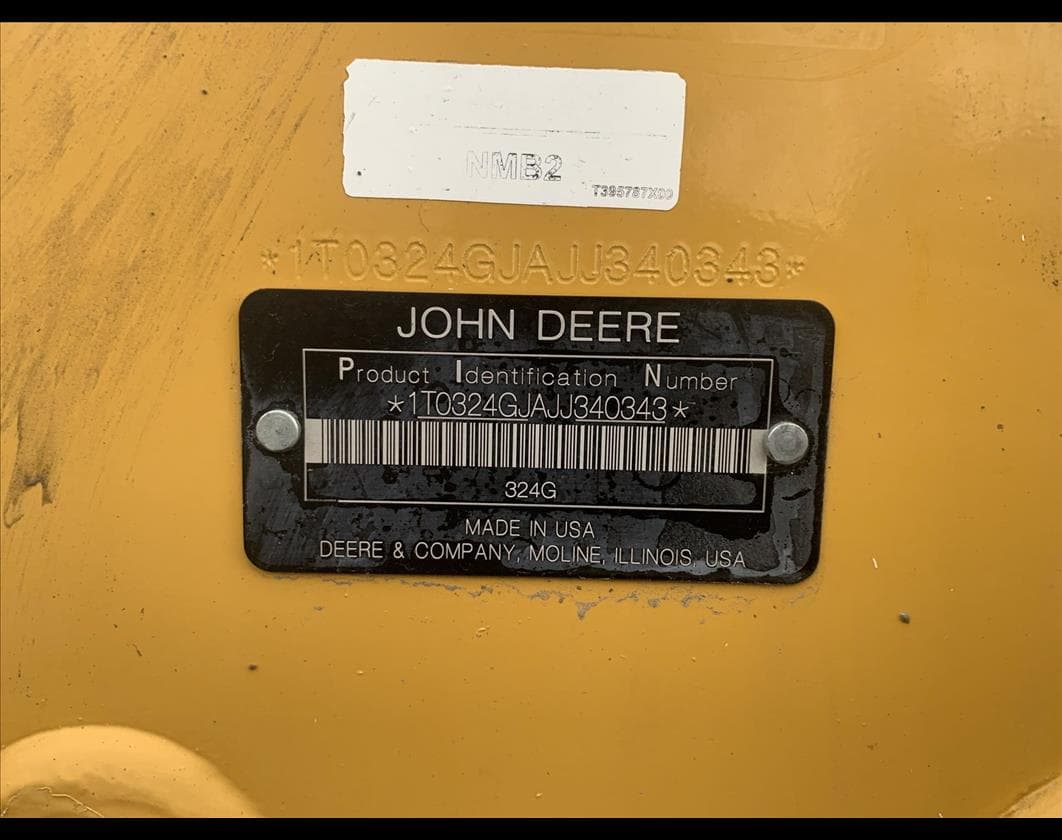 NMB2
T395787X00
*1T0324GJAJJ340343*
JOHN DEERE
Product Identification Number
*1T0324GJAJJ340343*
324G
MADE IN USA
DEERE & COMPANY, MOLINE, ILLINOIS, USA